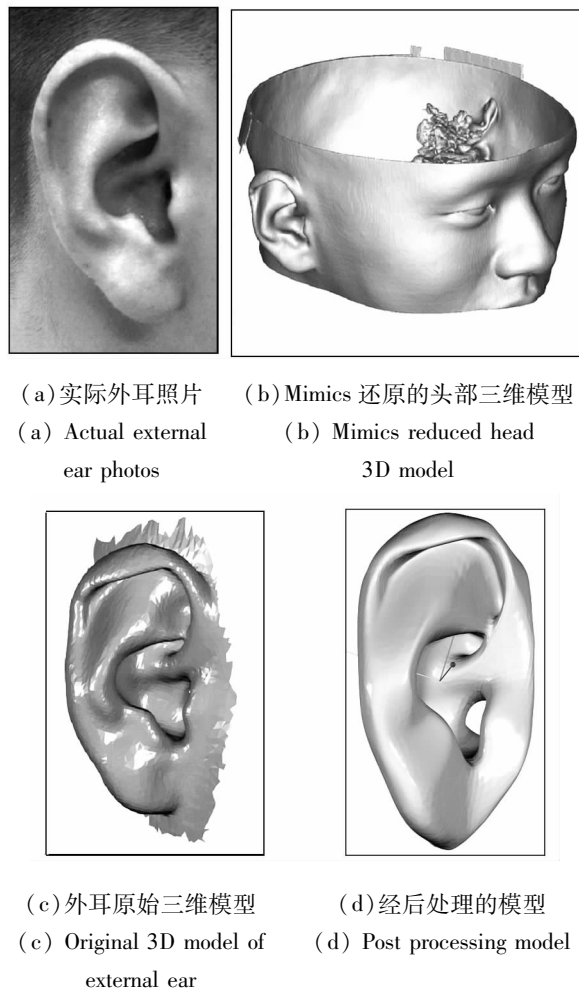 (a)实际外耳照片
(a) Actual external
ear photos
(b)Mimics 还原的头部三维模型
(b) Mimics reduced head
3D model
(c)外耳原始三维模型
(c) Original 3D model of
external ear
(d)经后处理的模型
(d) Post processing model